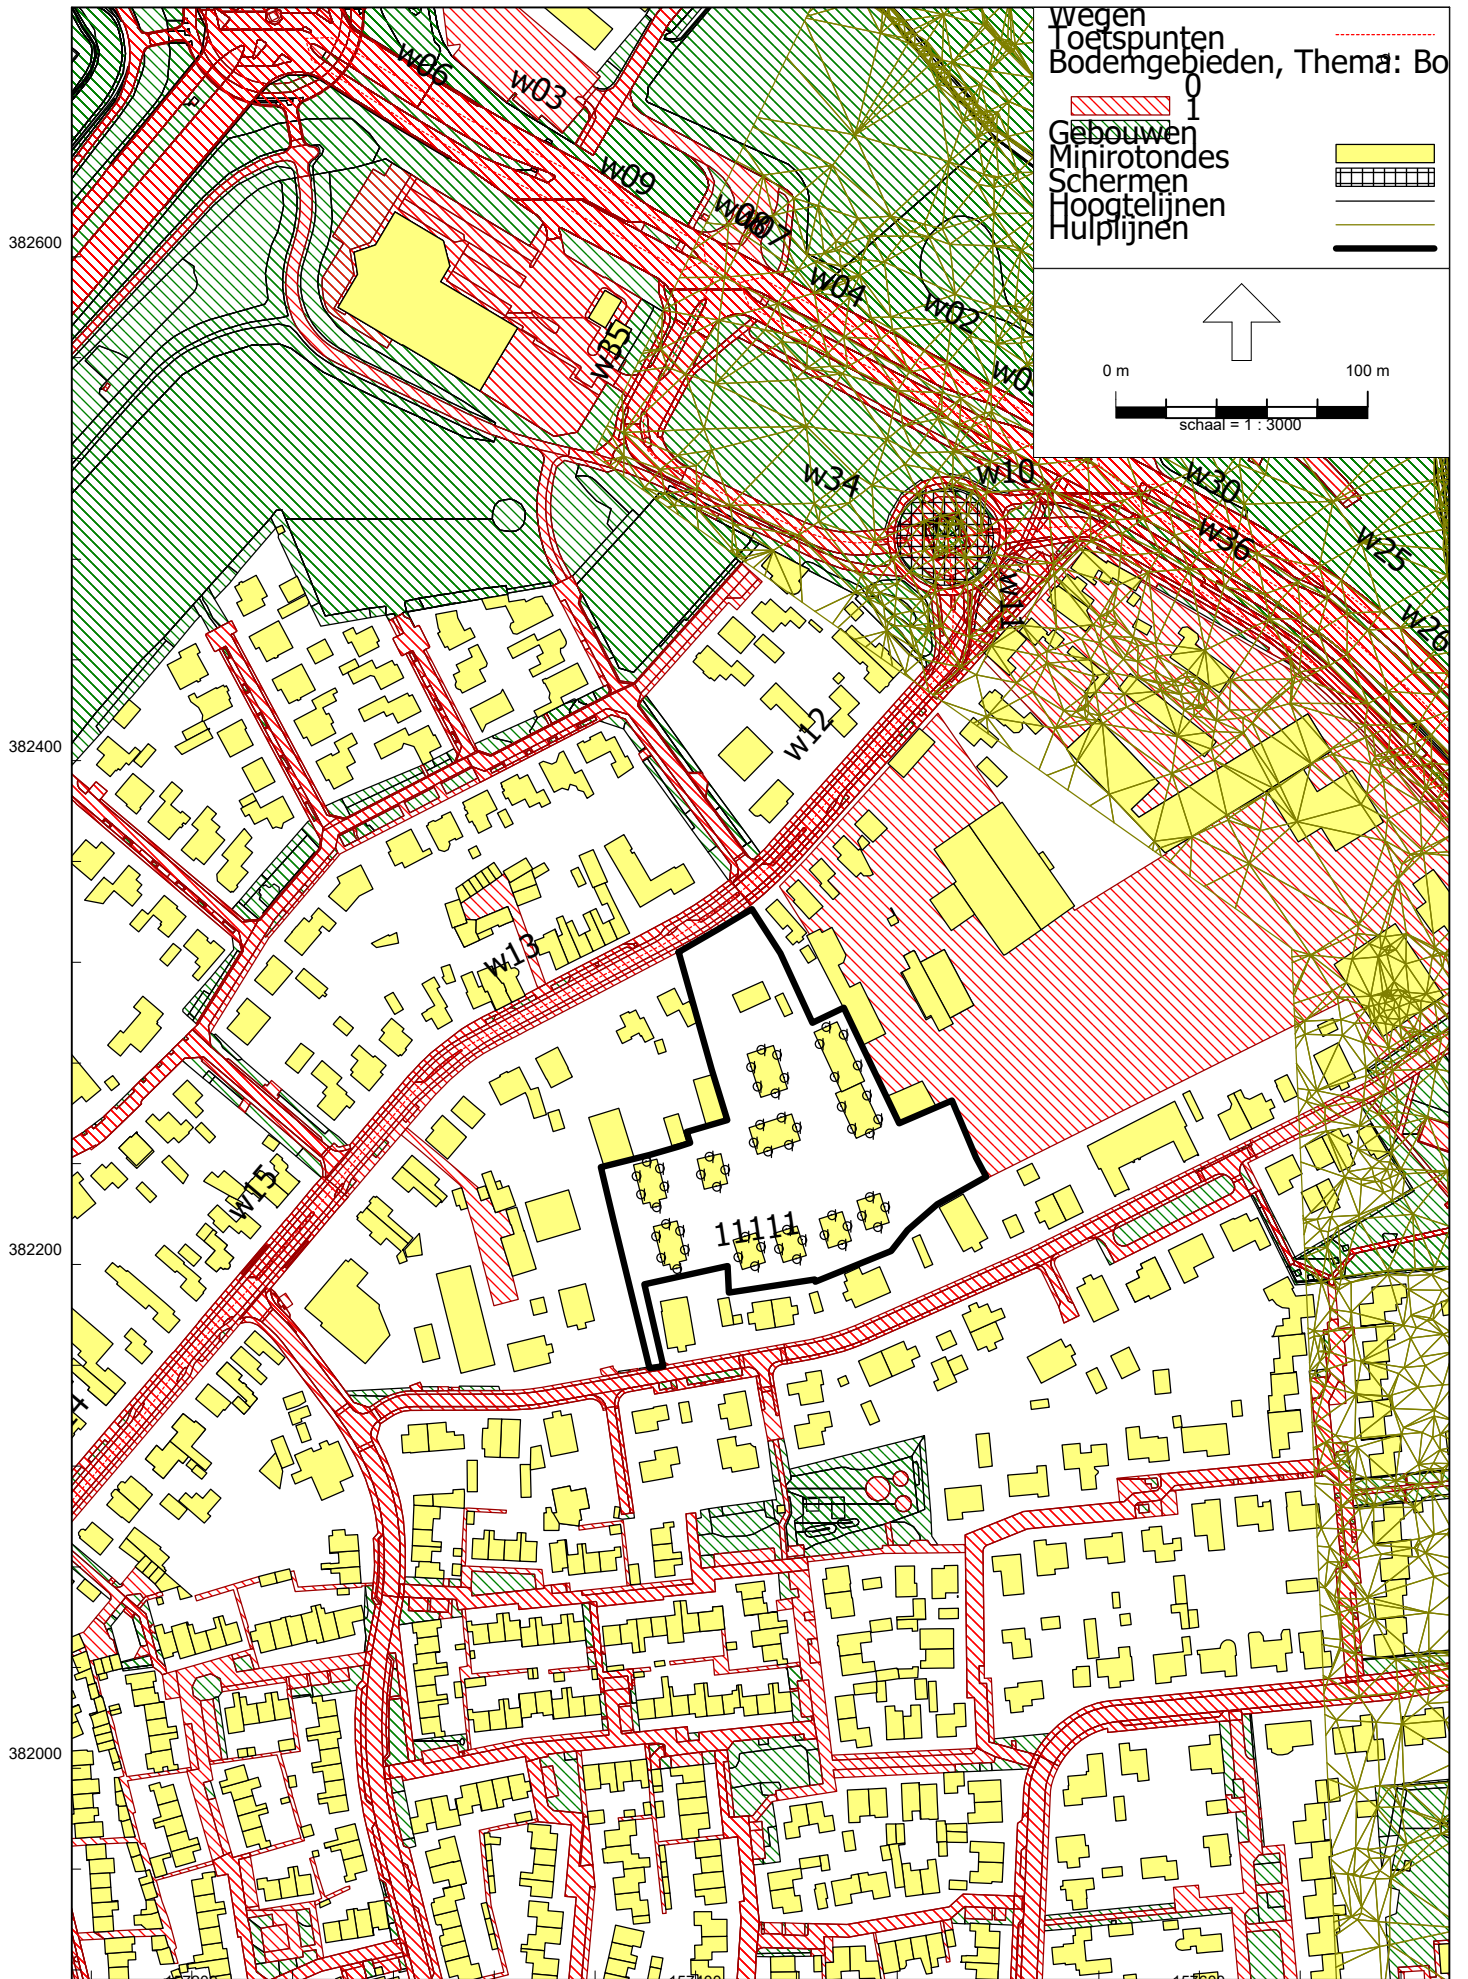 Wegen
Toetspunten
Bodemgebieden, Thema: Bo
0
1
Gebouwen
Minirotondes
Schermen
Hoogtelijnen
Hulplijnen
0 m 100 m
schaal = 1 : 3000
w06
w03
w09
w08
w07
w04
w02
w35
w34
w10
w30
w36
w25
w26
w11
w12
w13
w15
11111
382600
382400
382200
382000